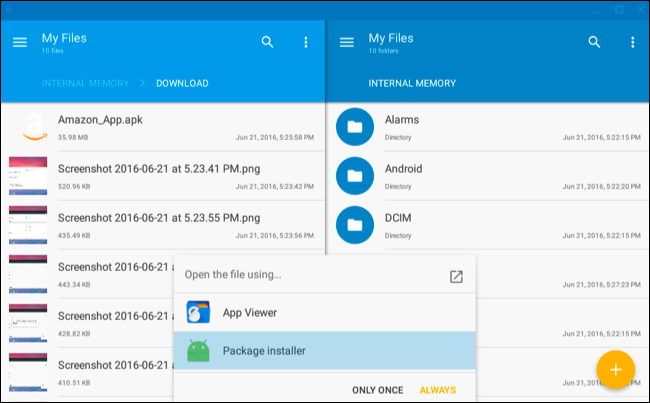 My Files
10 files
INTERNAL MEMORY > DOWNLOAD
Amazon_App.apk
35.98 MB Jun 21, 2016, 5:25:58 PM
Screenshot 2016-06-21 at 5.23.41 PM.png
520.96 KB Jun 21, 2016, 5:23:42 PM
Screenshot 2016-06-21 at 5.23.55 PM.png
435.49 KB Jun 21, 2016, 5:23:56 PM
Screenshot 2016-06-21 a
443.34 KB
Screenshot 2016-06-21 a
428.82 KB
Screenshot 2016-06-21 a
410.51 KB
My Files
10 folders
INTERNAL MEMORY
Alarms
Directory Jun 21, 2016, 5:22:15 PM
Android
Directory Jun 21, 2016, 5:22:20 PM
DCIM
Directory Jun 21, 2016, 5:22:15 PM
Jun 21, 2016, 5:27:23 PM
Jun 21, 2016, 5:22:15 PM
Open the file using...
App Viewer
Package installer
ONLY ONCE ALWAYS